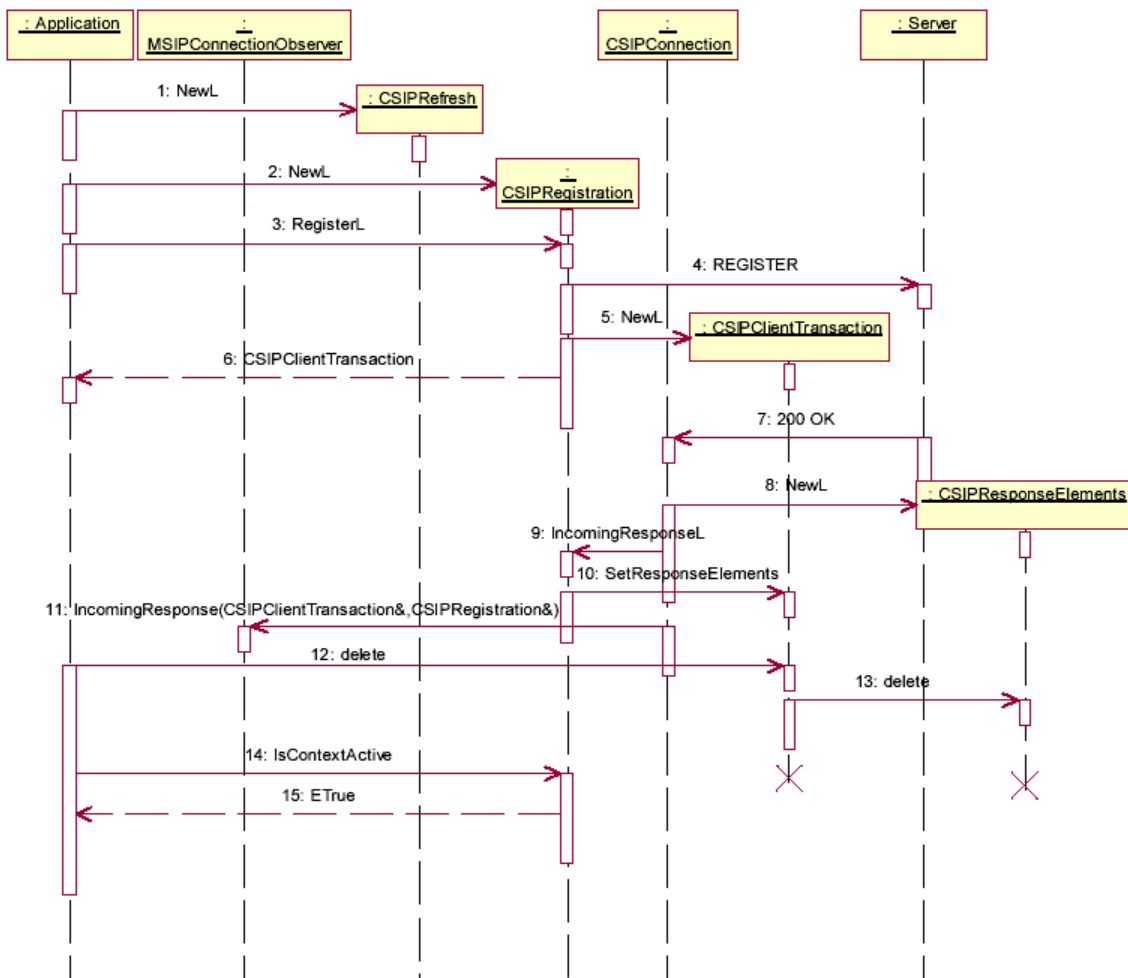 : Application
:
MSIPConnectionObserver
:
CSIPConnection
: Server
1: NewL
: CSIPRefresh
2: NewL
:
CSIPRegistration
3: RegisterL
4: REGISTER
5: NewL
: CSIPClientTransaction
6: CSIPClientTransaction
7: 200 OK
8: NewL
: CSIPResponseElements
9: IncomingResponseL
10: SetResponseElements
11: IncomingResponse(CSIPClientTransaction&,CSIPRegistration&)
12: delete
13: delete
14: IsContextActive
15: ETrue